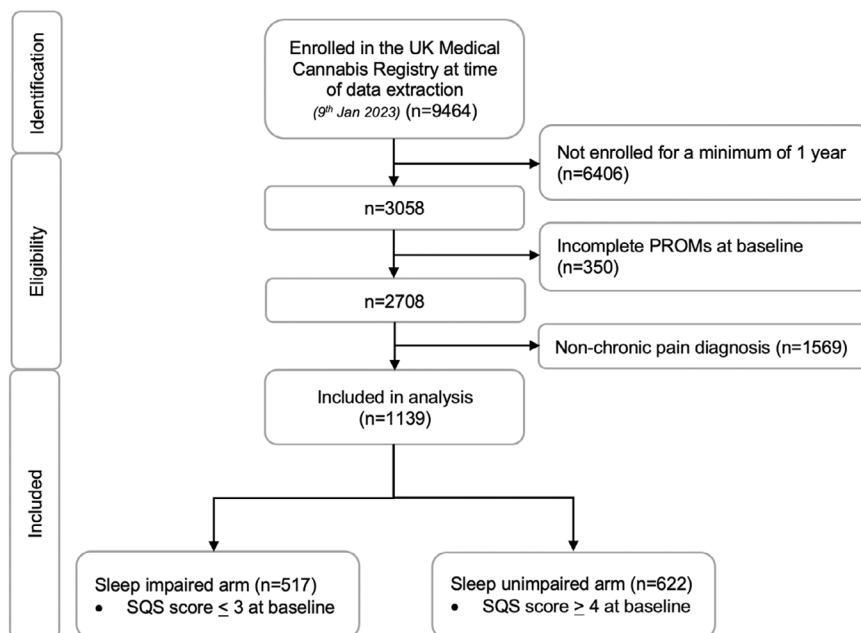 Identification
Enrolled in the UK Medical
Cannabis Registry at time
of data extraction
(9th Jan 2023) (n=9464)
Not enrolled for a minimum of 1 year
(n=6406)
Eligibility
n=3058
Incomplete PROMs at baseline
(n=350)
n=2708
Non-chronic pain diagnosis (n=1569)
Included
Included in analysis
(n=1139)
Sleep impaired arm (n=517)
• SQS score ≤ 3 at baseline
Sleep unimpaired arm (n=622)
• SQS score ≥ 4 at baseline